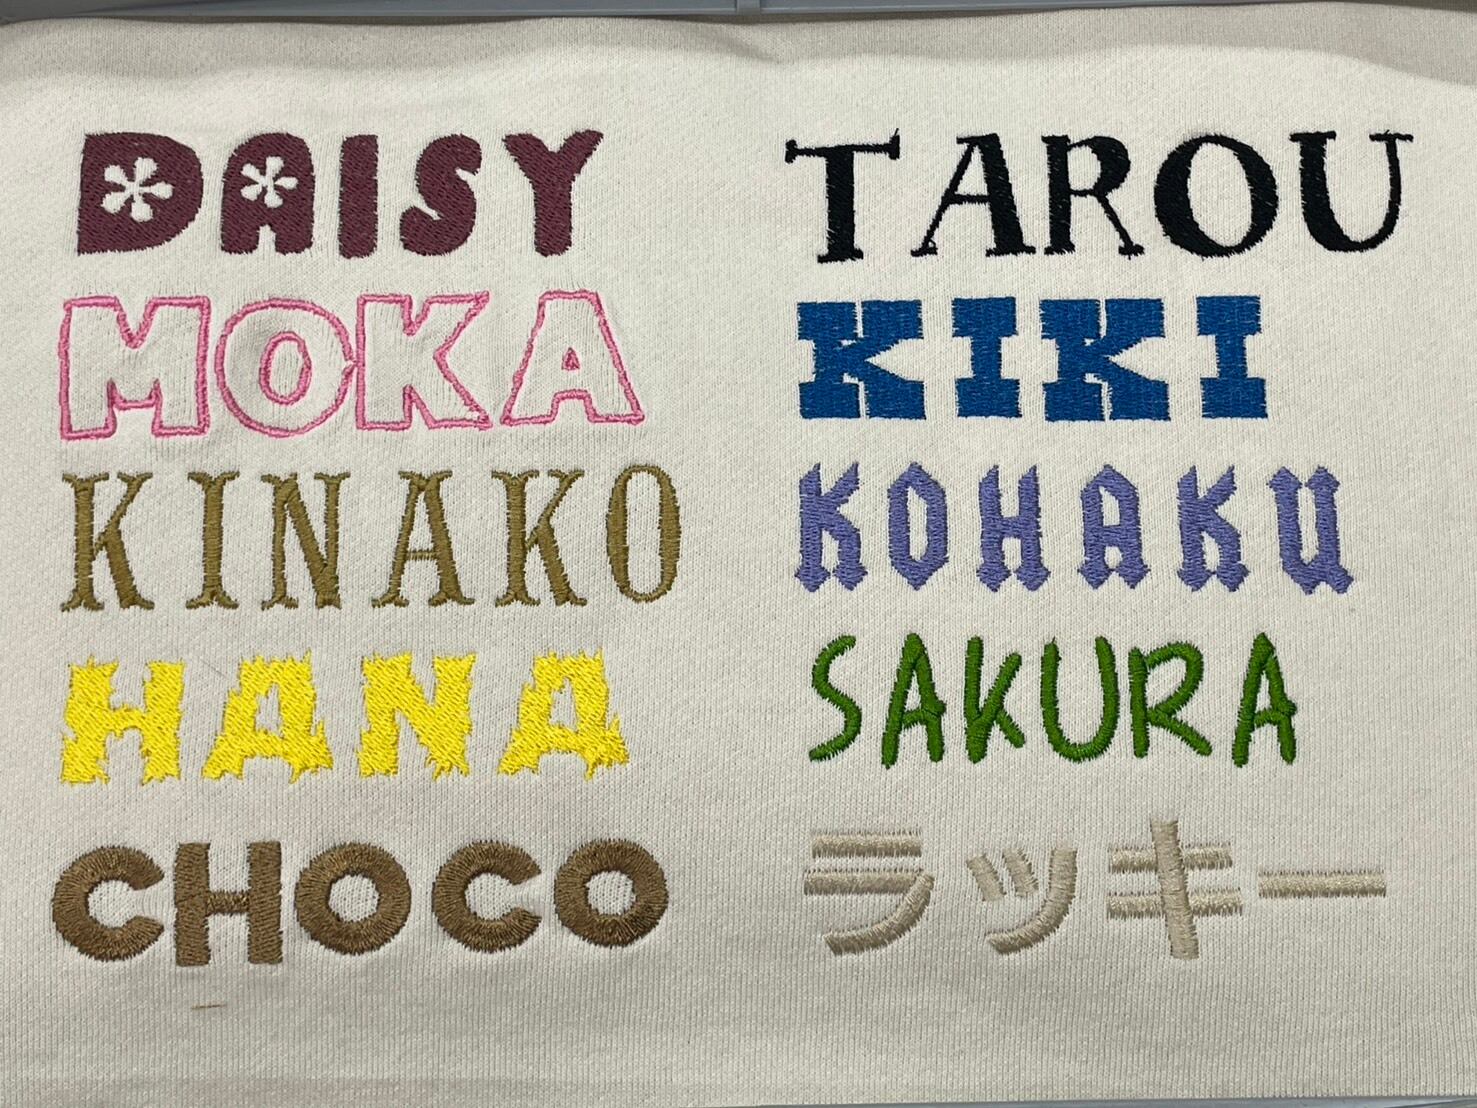 DAISY
TAROU
MOKA
KIKI
KINAKO
KOHAKU
HANA
SAKURA
CHOCO
ラッキー